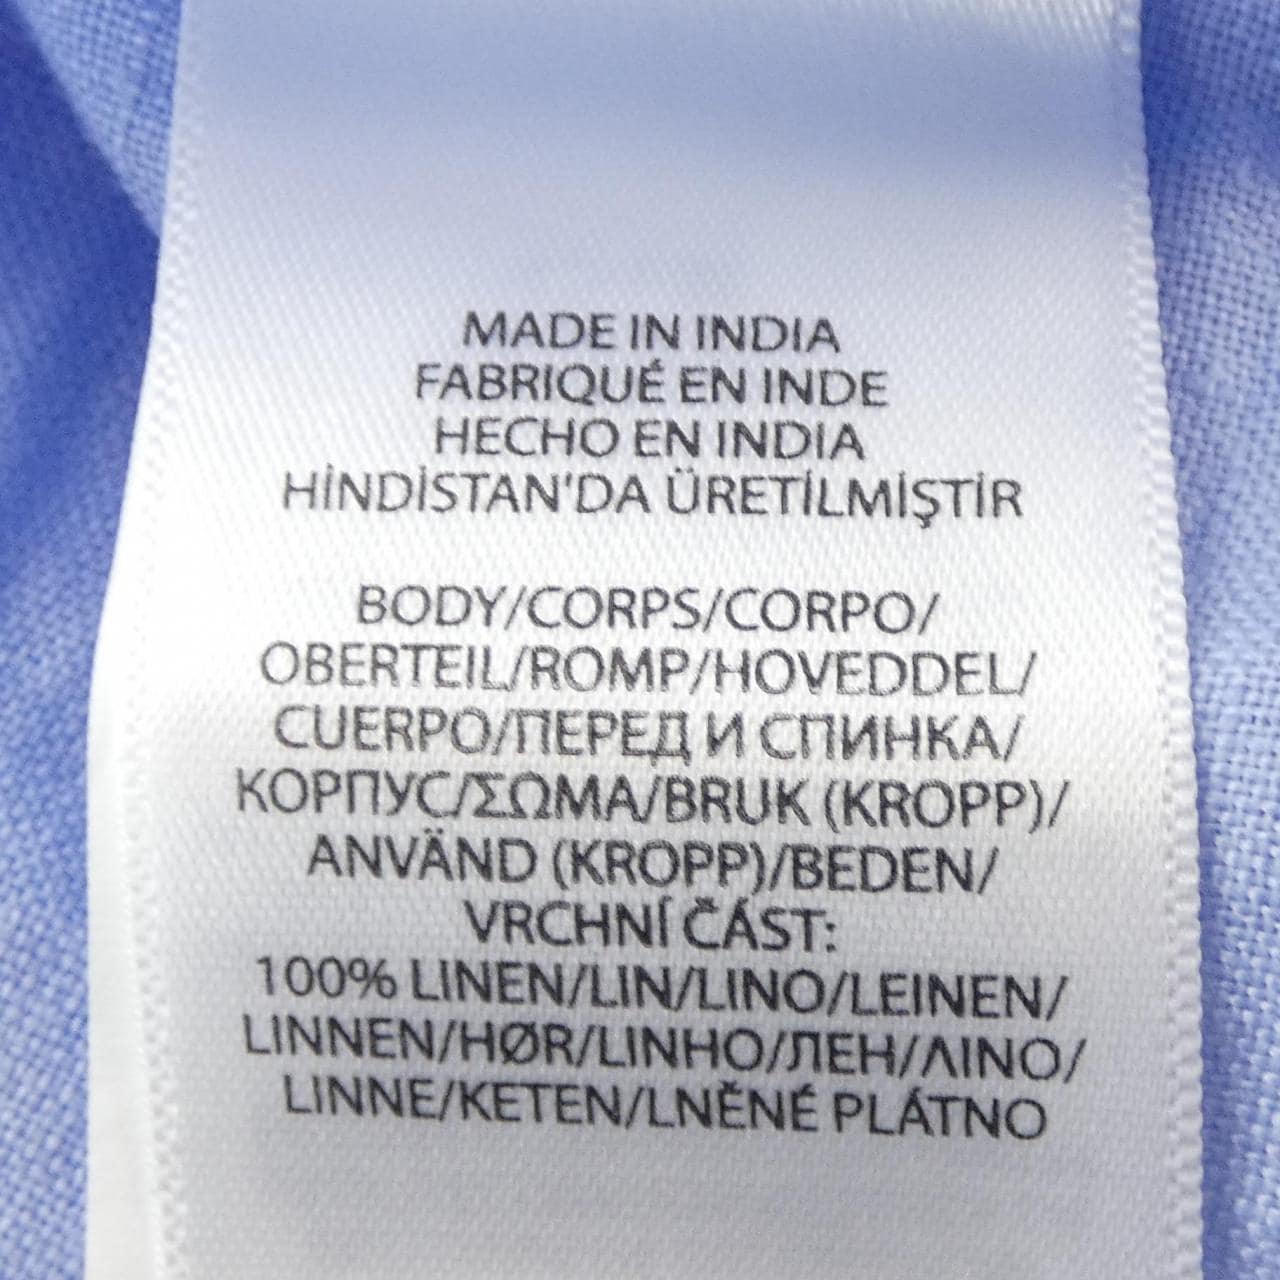 MADE IN INDIA
FABRIQUÉ EN INDE
HECHO EN INDIA
HİNDİSTAN'DA ÜRETİLMİŞTİR
BODY/CORPS/CORPO/
OBERTEIL/ROMP/HOVEDDEL/
CUERPO/ПЕРЕД И СПИНКА/
КОРПУС/ΣΩΜΑ/BRUK (KROPP)/
ANVÄND (KROPP)/BEDEN/
VRCHNÍ ČÁST:
100% LINEN/LIN/LINO/LEINEN/
LINNEN/HØR/LINHO/ЛЕН/ΛΙΝΟ/
LINNE/KETEN/LNĚNÉ PLÁTNO